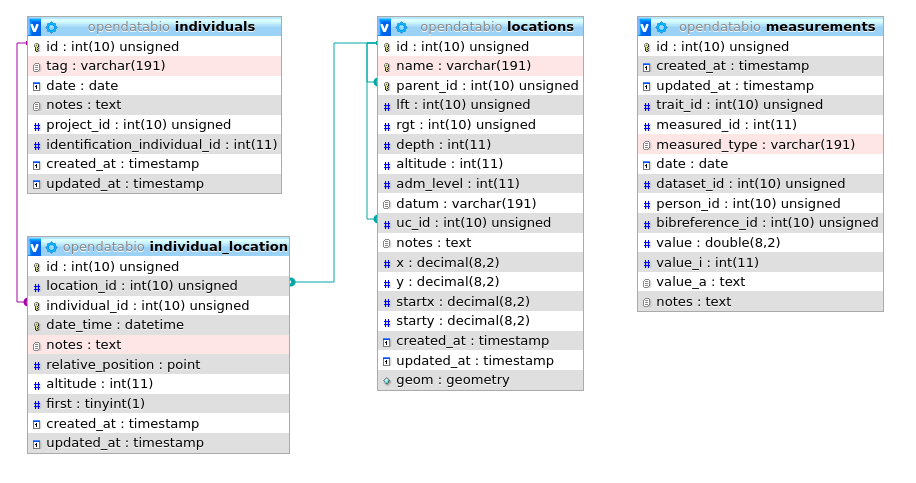 opendatabio individuals
id : int(10) unsigned
tag : varchar(191)
date : date
notes : text
project_id : int(10) unsigned
identification_individual_id : int(11)
created_at : timestamp
updated_at : timestamp
opendatabio individual_location
id : int(10) unsigned
location_id : int(10) unsigned
individual_id : int(10) unsigned
date_time : datetime
notes : text
relative_position : point
altitude : int(11)
first : tinyint(1)
created_at : timestamp
updated_at : timestamp
opendatabio locations
id : int(10) unsigned
name : varchar(191)
parent_id : int(10) unsigned
lft : int(10) unsigned
rgt : int(10) unsigned
depth : int(11)
altitude : int(11)
adm_level : int(11)
datum : varchar(191)
uc_id : int(10) unsigned
notes : text
x : decimal(8,2)
y : decimal(8,2)
startx : decimal(8,2)
starty : decimal(8,2)
created_at : timestamp
updated_at : timestamp
geom : geometry
opendatabio measurements
id : int(10) unsigned
created_at : timestamp
updated_at : timestamp
trait_id : int(10) unsigned
measured_id : int(11)
measured_type : varchar(191)
date : date
dataset_id : int(10) unsigned
person_id : int(10) unsigned
bibreference_id : int(10) unsigned
value : double(8,2)
value_i : int(11)
value_a : text
notes : text